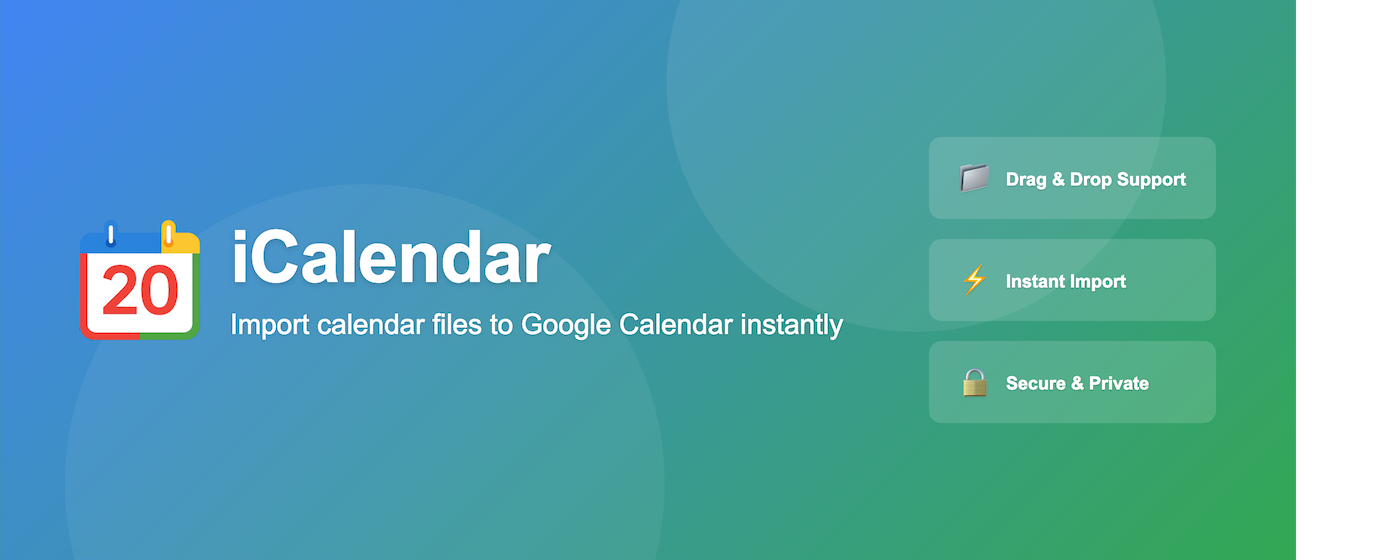 20
iCalendar
Import calendar files to Google Calendar instantly
Drag & Drop Support
Instant Import
Secure & Private